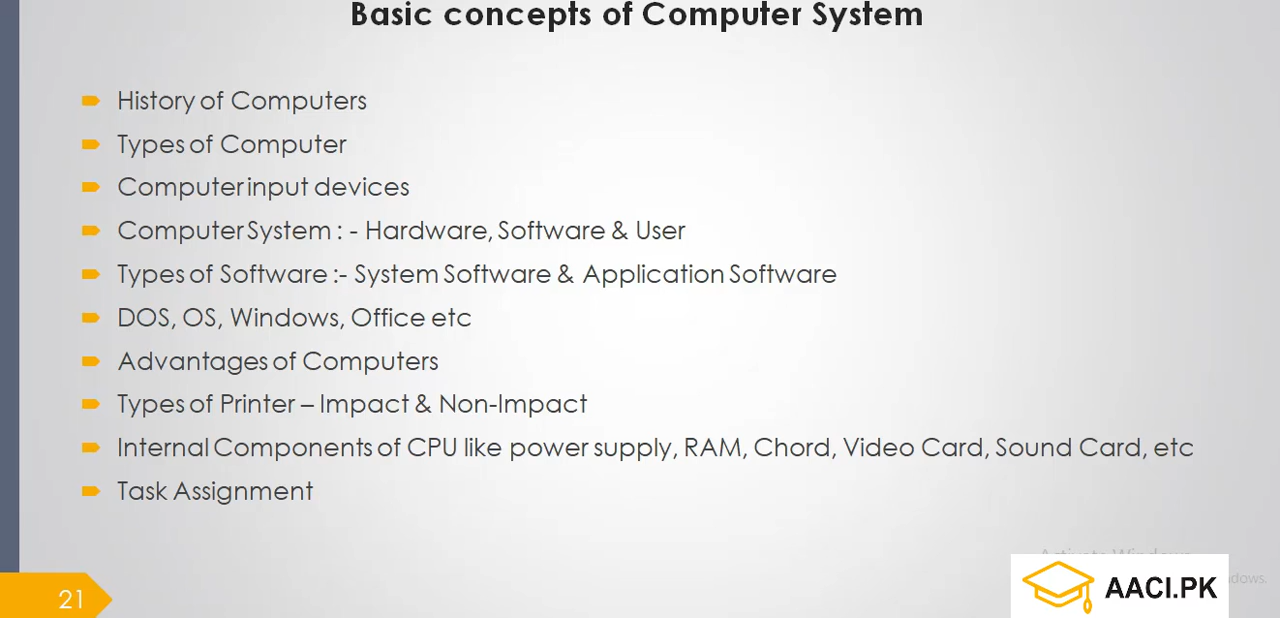 Basic concepts of Computer System
History of Computers
Types of Computer
Computer input devices
Computer System : - Hardware, Software & User
Types of Software :- System Software & Application Software
DOS, OS, Windows, Office etc
Advantages of Computers
Types of Printer – Impact & Non-Impact
Internal Components of CPU like power supply, RAM, Chord, Video Card, Sound Card, etc
Task Assignment
Activate Windows
21
AACI.PK